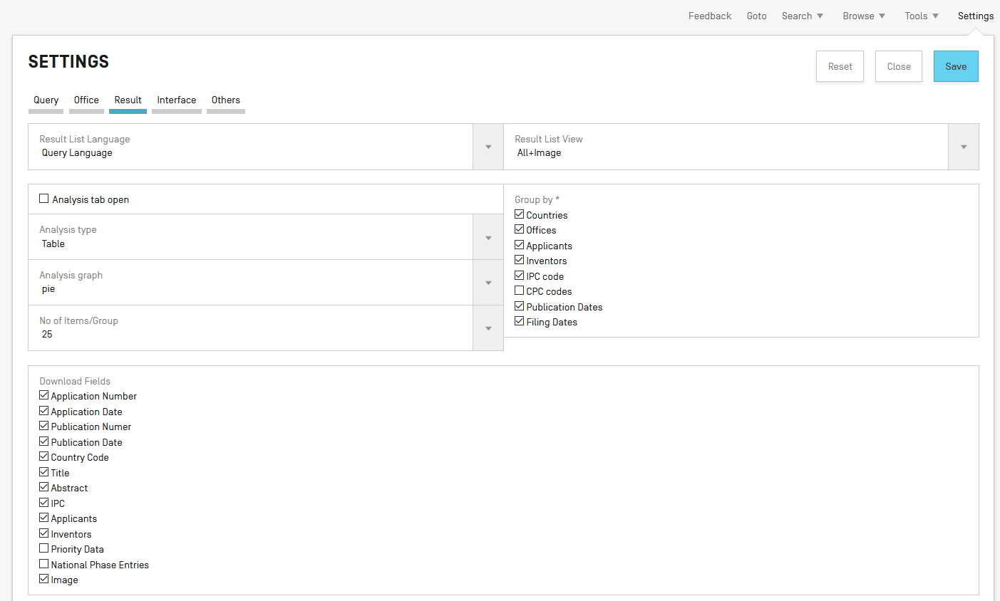 Feedback Goto Search Browse Tools Settings
SETTINGS
Reset Close Save
Query Office Result Interface Others
Result List Language
Query Language
Result List View
All+Image
Analysis tab open
Analysis type
Table
Analysis graph
pie
No of Items/Group
25
Group by *
Countries
Offices
Applicants
Inventors
IPC code
CPC codes
Publication Dates
Filing Dates
Download Fields
Application Number
Application Date
Publication Numer
Publication Date
Country Code
Title
Abstract
IPC
Applicants
Inventors
Priority Data
National Phase Entries
Image